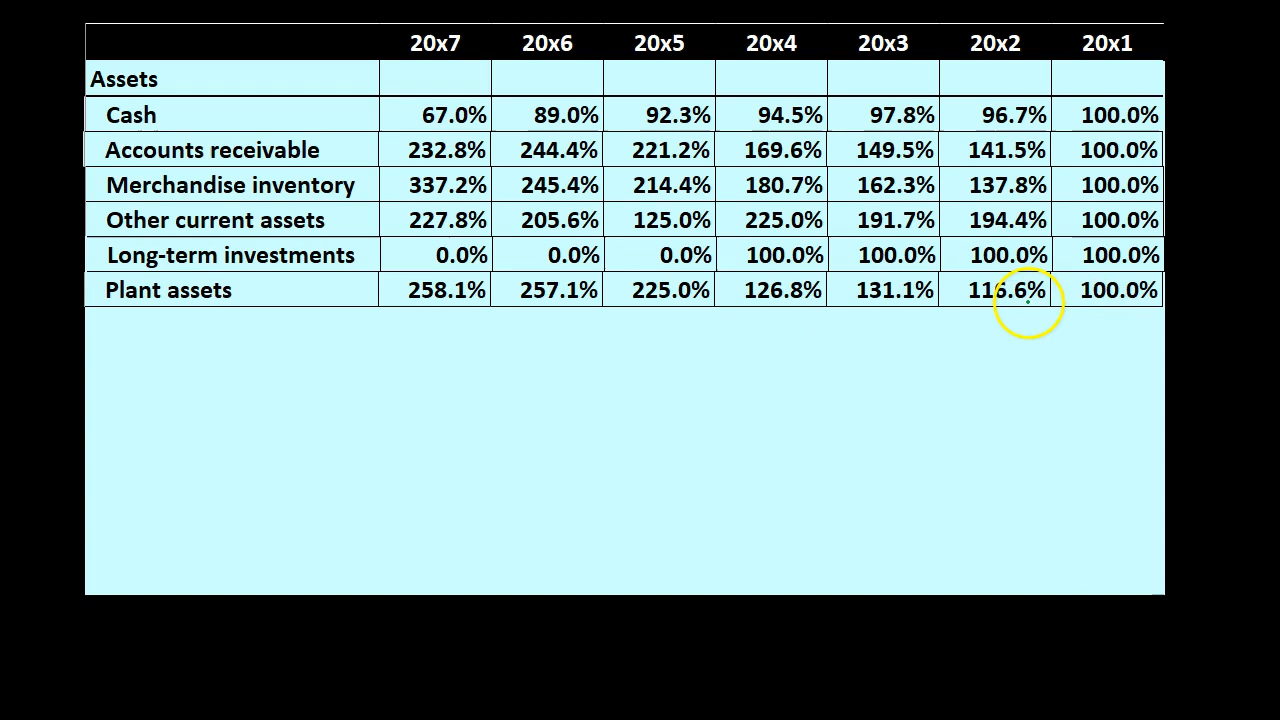 20x7 20x6 20x5 20x4 20x3 20x2 20x1
Assets
Cash 67.0% 89.0% 92.3% 94.5% 97.8% 96.7% 100.0%
Accounts receivable 232.8% 244.4% 221.2% 169.6% 149.5% 141.5% 100.0%
Merchandise inventory 337.2% 245.4% 214.4% 180.7% 162.3% 137.8% 100.0%
Other current assets 227.8% 205.6% 125.0% 225.0% 191.7% 194.4% 100.0%
Long-term investments 0.0% 0.0% 0.0% 100.0% 100.0% 100.0% 100.0%
Plant assets 258.1% 257.1% 225.0% 126.8% 131.1% 116.6% 100.0%